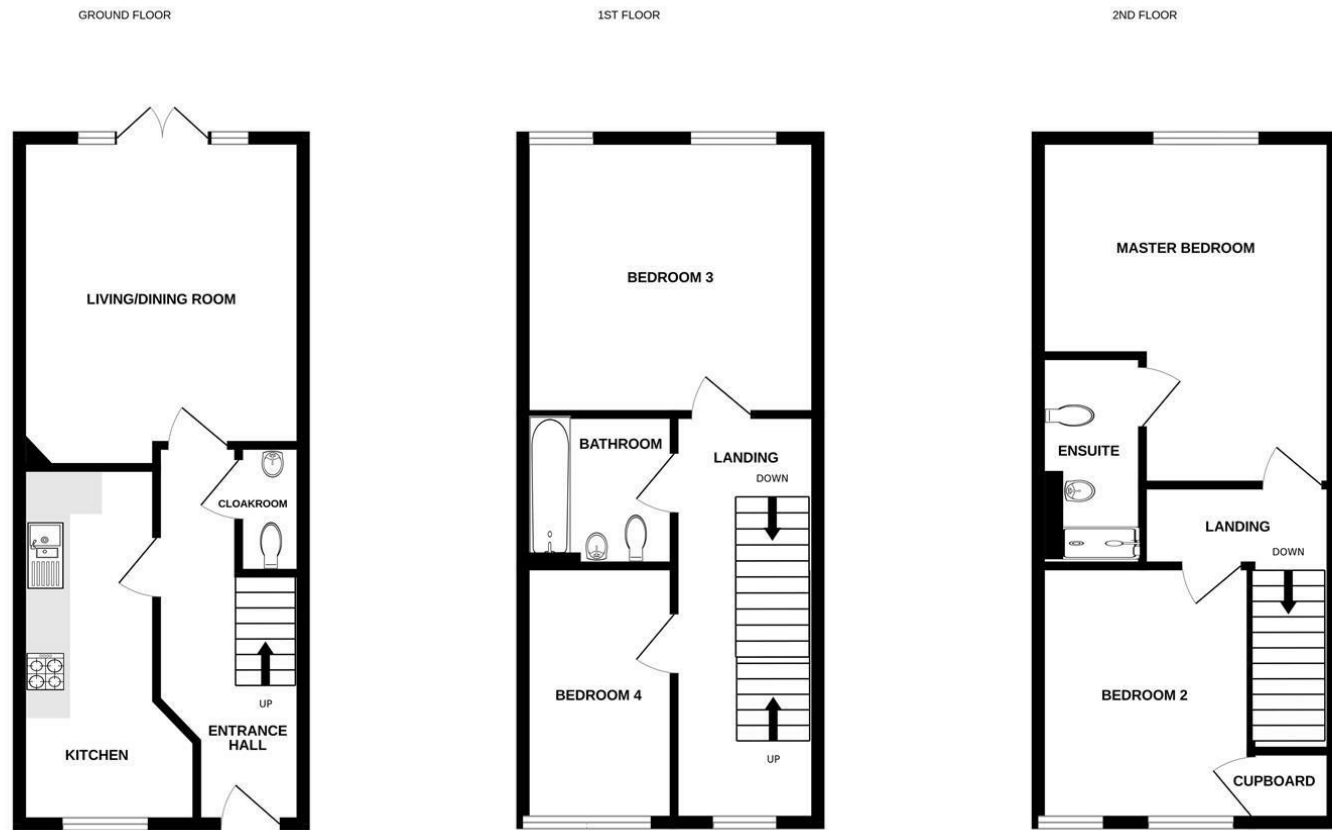 GROUND FLOOR
LIVING/DINING ROOM
CLOAKROOM
UP
ENTRANCE
HALL
KITCHEN
1ST FLOOR
BEDROOM 3
BATHROOM
LANDING
DOWN
BEDROOM 4
UP
2ND FLOOR
MASTER BEDROOM
ENSUITE
LANDING
DOWN
BEDROOM 2
CUPBOARD